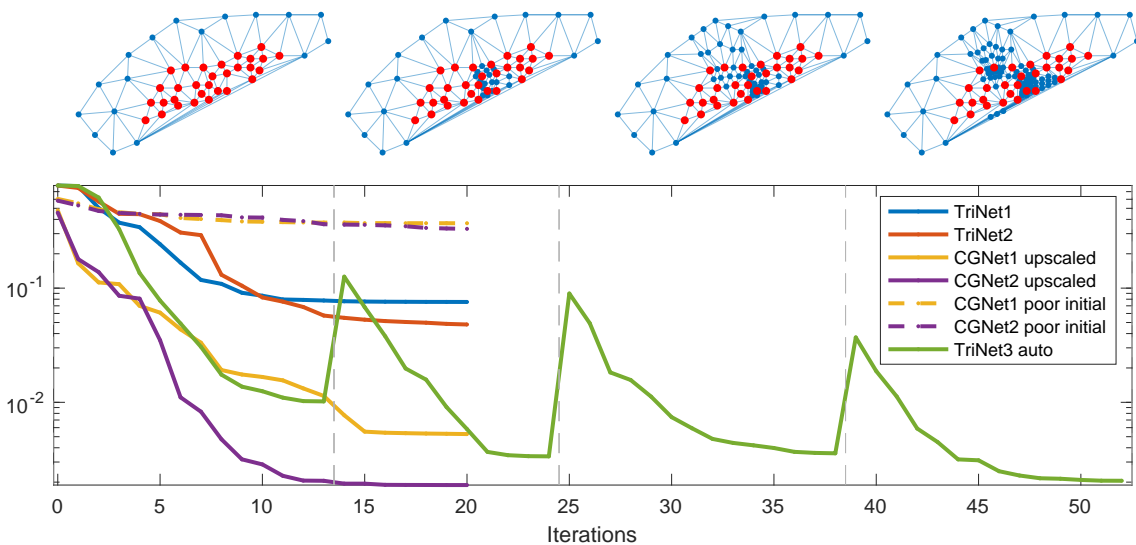 10^-1
10^-2
0 5 10 15 20 25 30 35 40 45 50
Iterations
TriNet1
TriNet2
CGNet1 upscaled
CGNet2 upscaled
CGNet1 poor initial
CGNet2 poor initial
TriNet3 auto